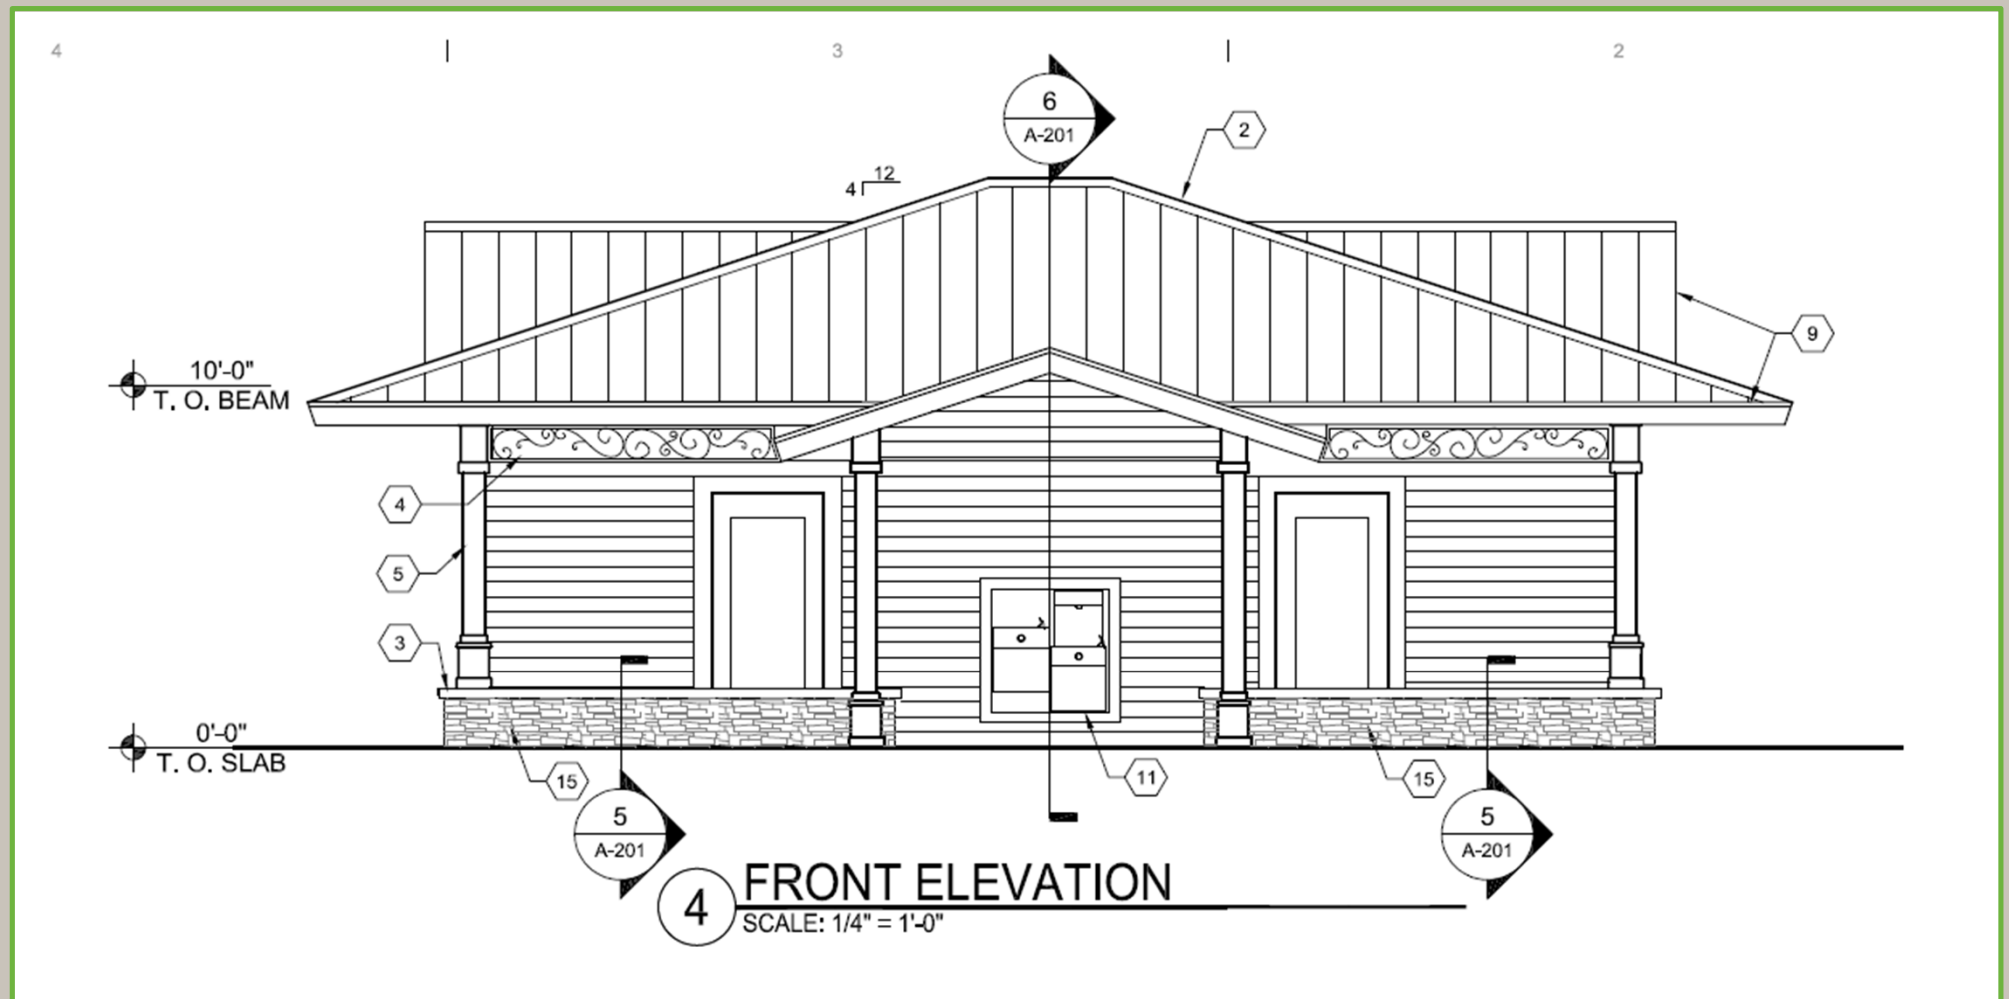 4 3 2
6
A-201
2
12
4
9
10'-0"
T. O. BEAM
4
5
3
0'-0"
T. O. SLAB
15
11
15
5
A-201
5
A-201
4
FRONT ELEVATION
SCALE: 1/4" = 1'-0"